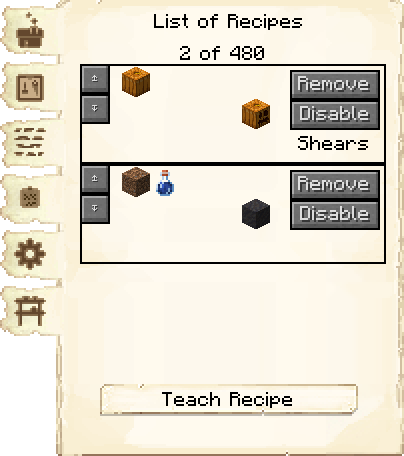 List of Recipes
2 of 480
Remove
Disable
Shears
Remove
Disable
Teach Recipe